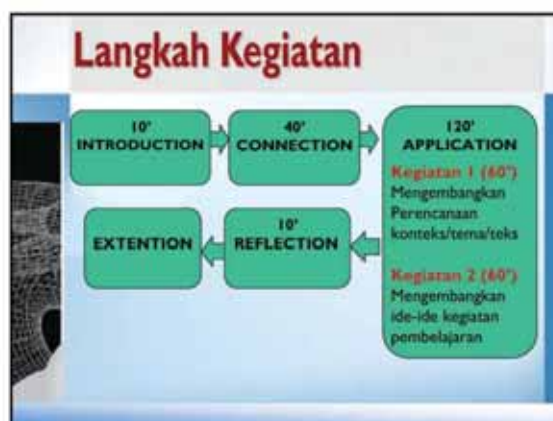 Langkah Kegiatan
10'
INTRODUCTION
40'
CONNECTION
120'
APPLICATION
Kegiatan 1 (60')
Mengembangkan
Perencanaan
konteks/tema/teks
Kegiatan 2 (60')
Mengembangkan
ide-ide kegiatan
pembelajaran
10'
REFLECTION
EXTENTION